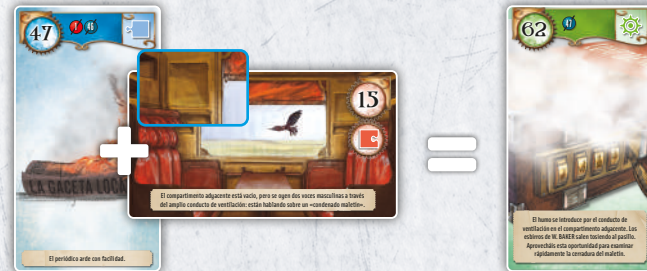 47
46
LA GACETA LOCA
El periódico arde con facilidad.
15
El compartimento adyacente está vacío, pero se oyen dos voces masculinas a través
del amplio conducto de ventilación: están hablando sobre un «condenado maletín».
62
47
El humo se introduce por el conducto de
ventilación en el compartimento adyacente. Los
esbirros de W. BAKER salen tosiendo al pasillo.
Aprovecháis esta oportunidad para examinar
rápidamente la cerradura del maletín.